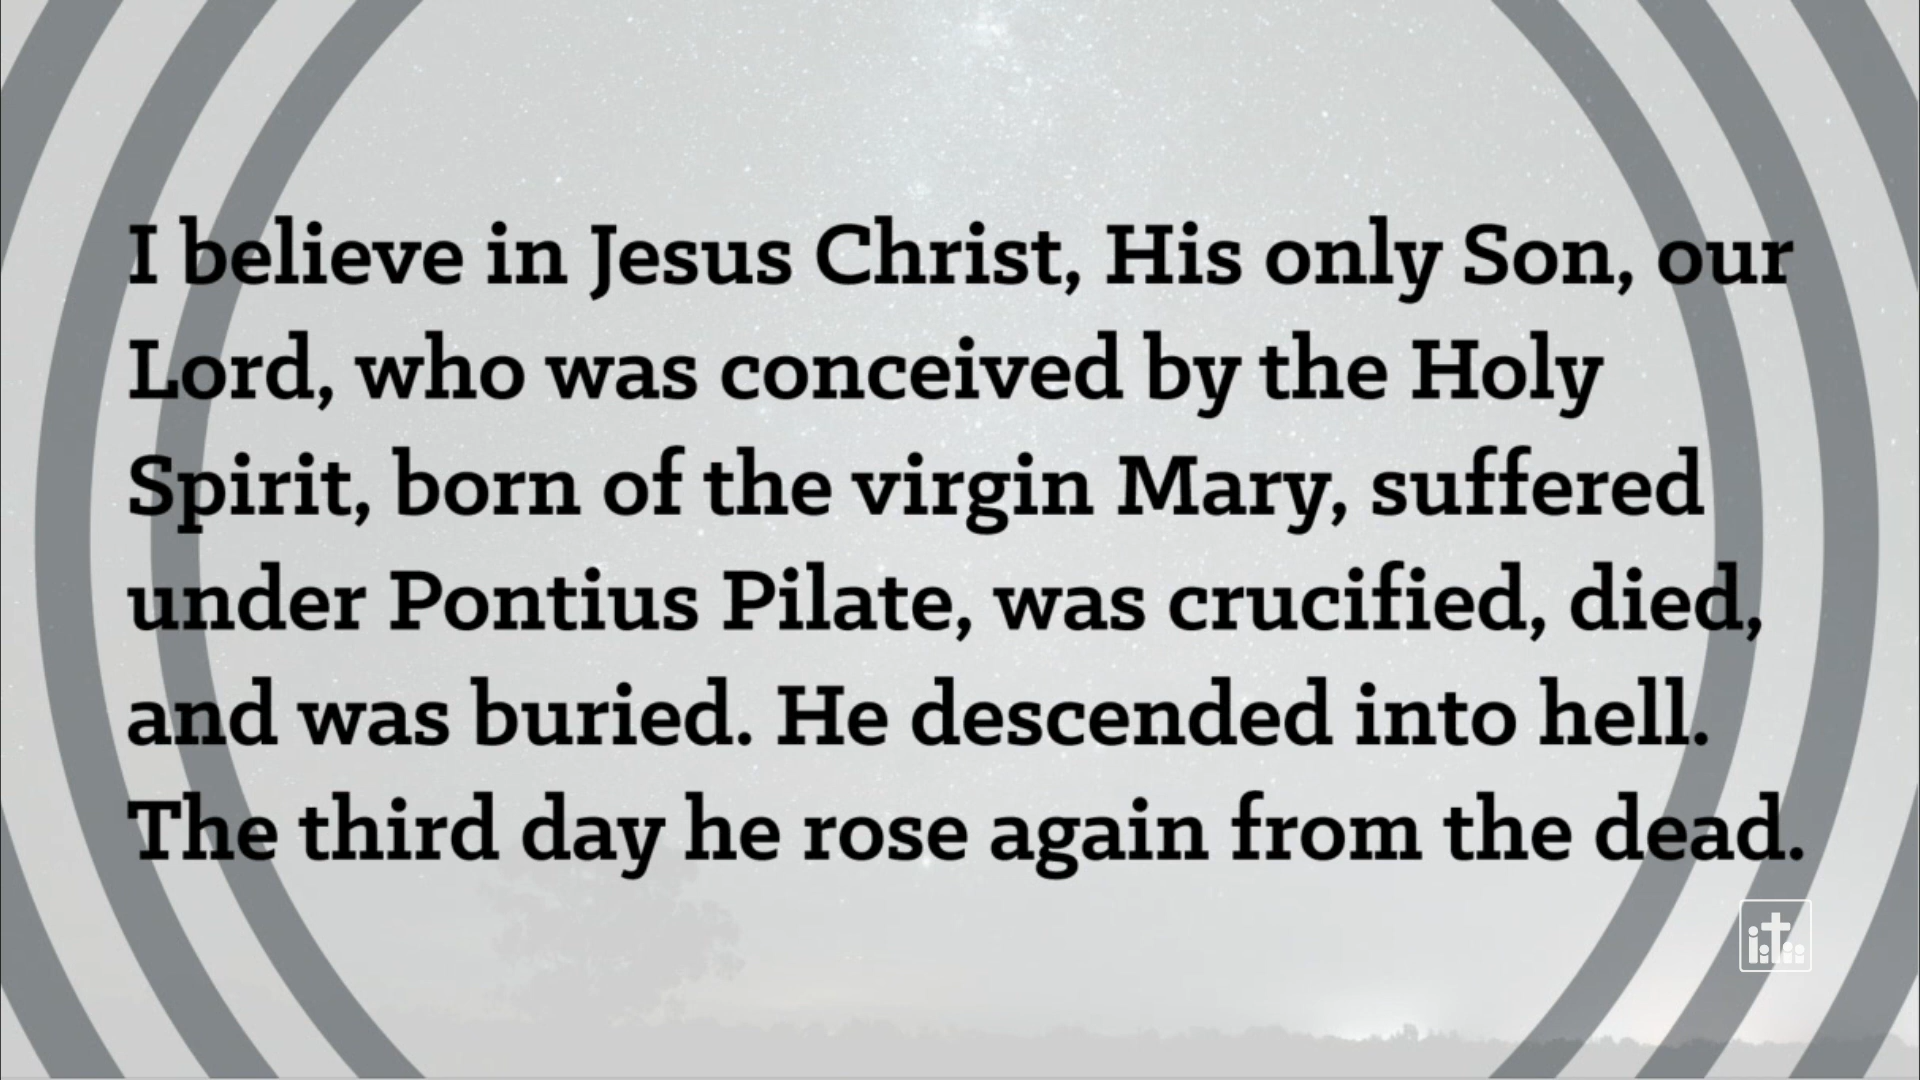 I believe in Jesus Christ, His only Son, our
Lord, who was conceived by the Holy
Spirit, born of the virgin Mary, suffered
under Pontius Pilate, was crucified, died,
and was buried. He descended into hell.
The third day he rose again from the dead.